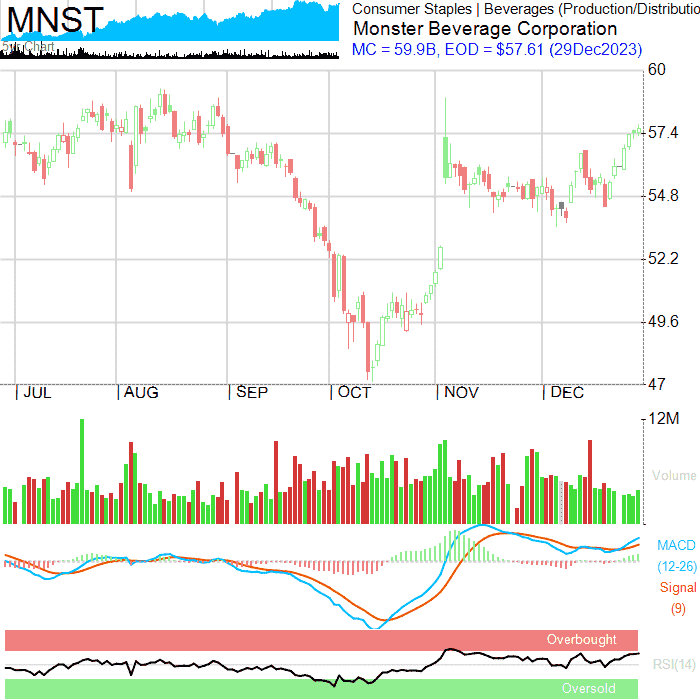 MNST
Consumer Staples | Beverages (Production/Distributio
Monster Beverage Corporation
MC = 59.9B, EOD = $57.61 (29Dec2023)
60
57.4
54.8
52.2
49.6
47
JUL AUG SEP OCT NOV DEC
12M
Volume
MACD
(12-26)
Signal
(9)
Overbought
RSI(14)
Oversold